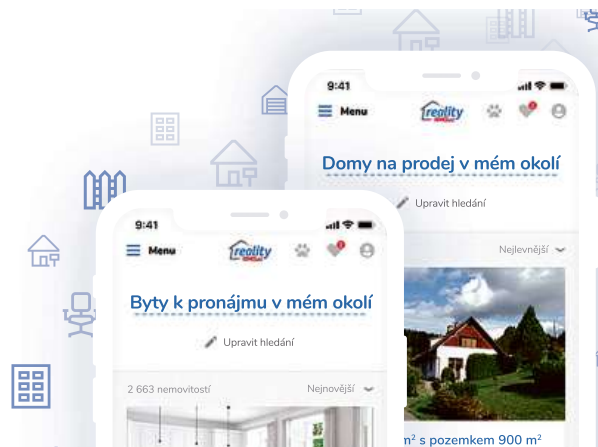 9:41
Menu
reality
Domy na prodej v mém okolí
Upravit hledání
Nejlevnější
m² s pozemkem 900 m²
9:41
Menu
reality
Byty k pronájmu v mém okolí
Upravit hledání
2 663 nemovitostí
Nejnovější